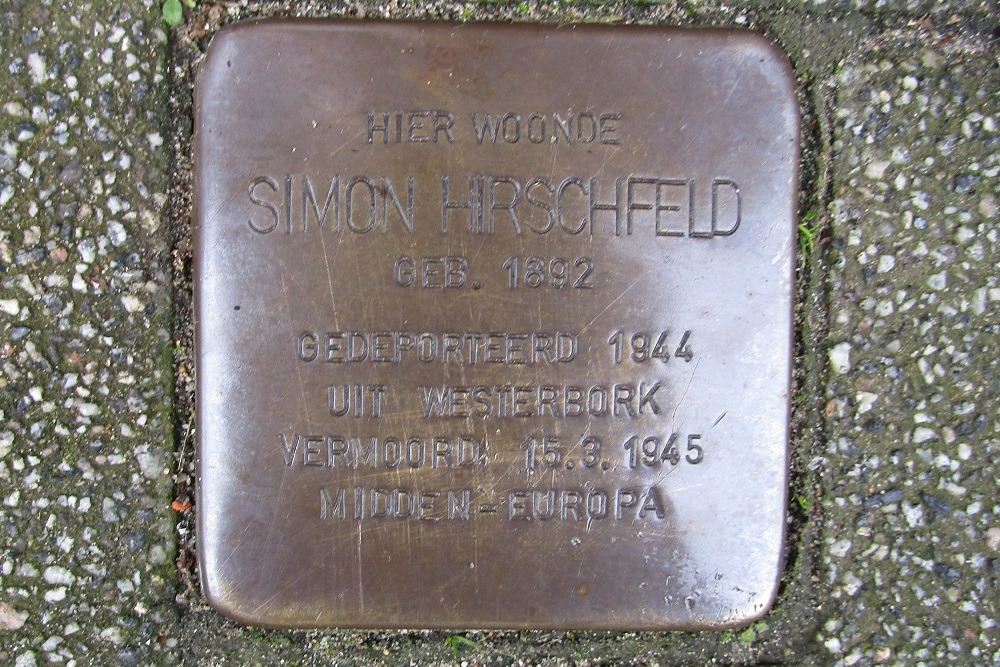 HIER WOONDE
SIMON HIRSCHFELD
GEB. 1892
GEDEPORTEERD 1944
UIT WESTERBORK
VERMOORD 15.3.1945
MIDDEN-EUROPA